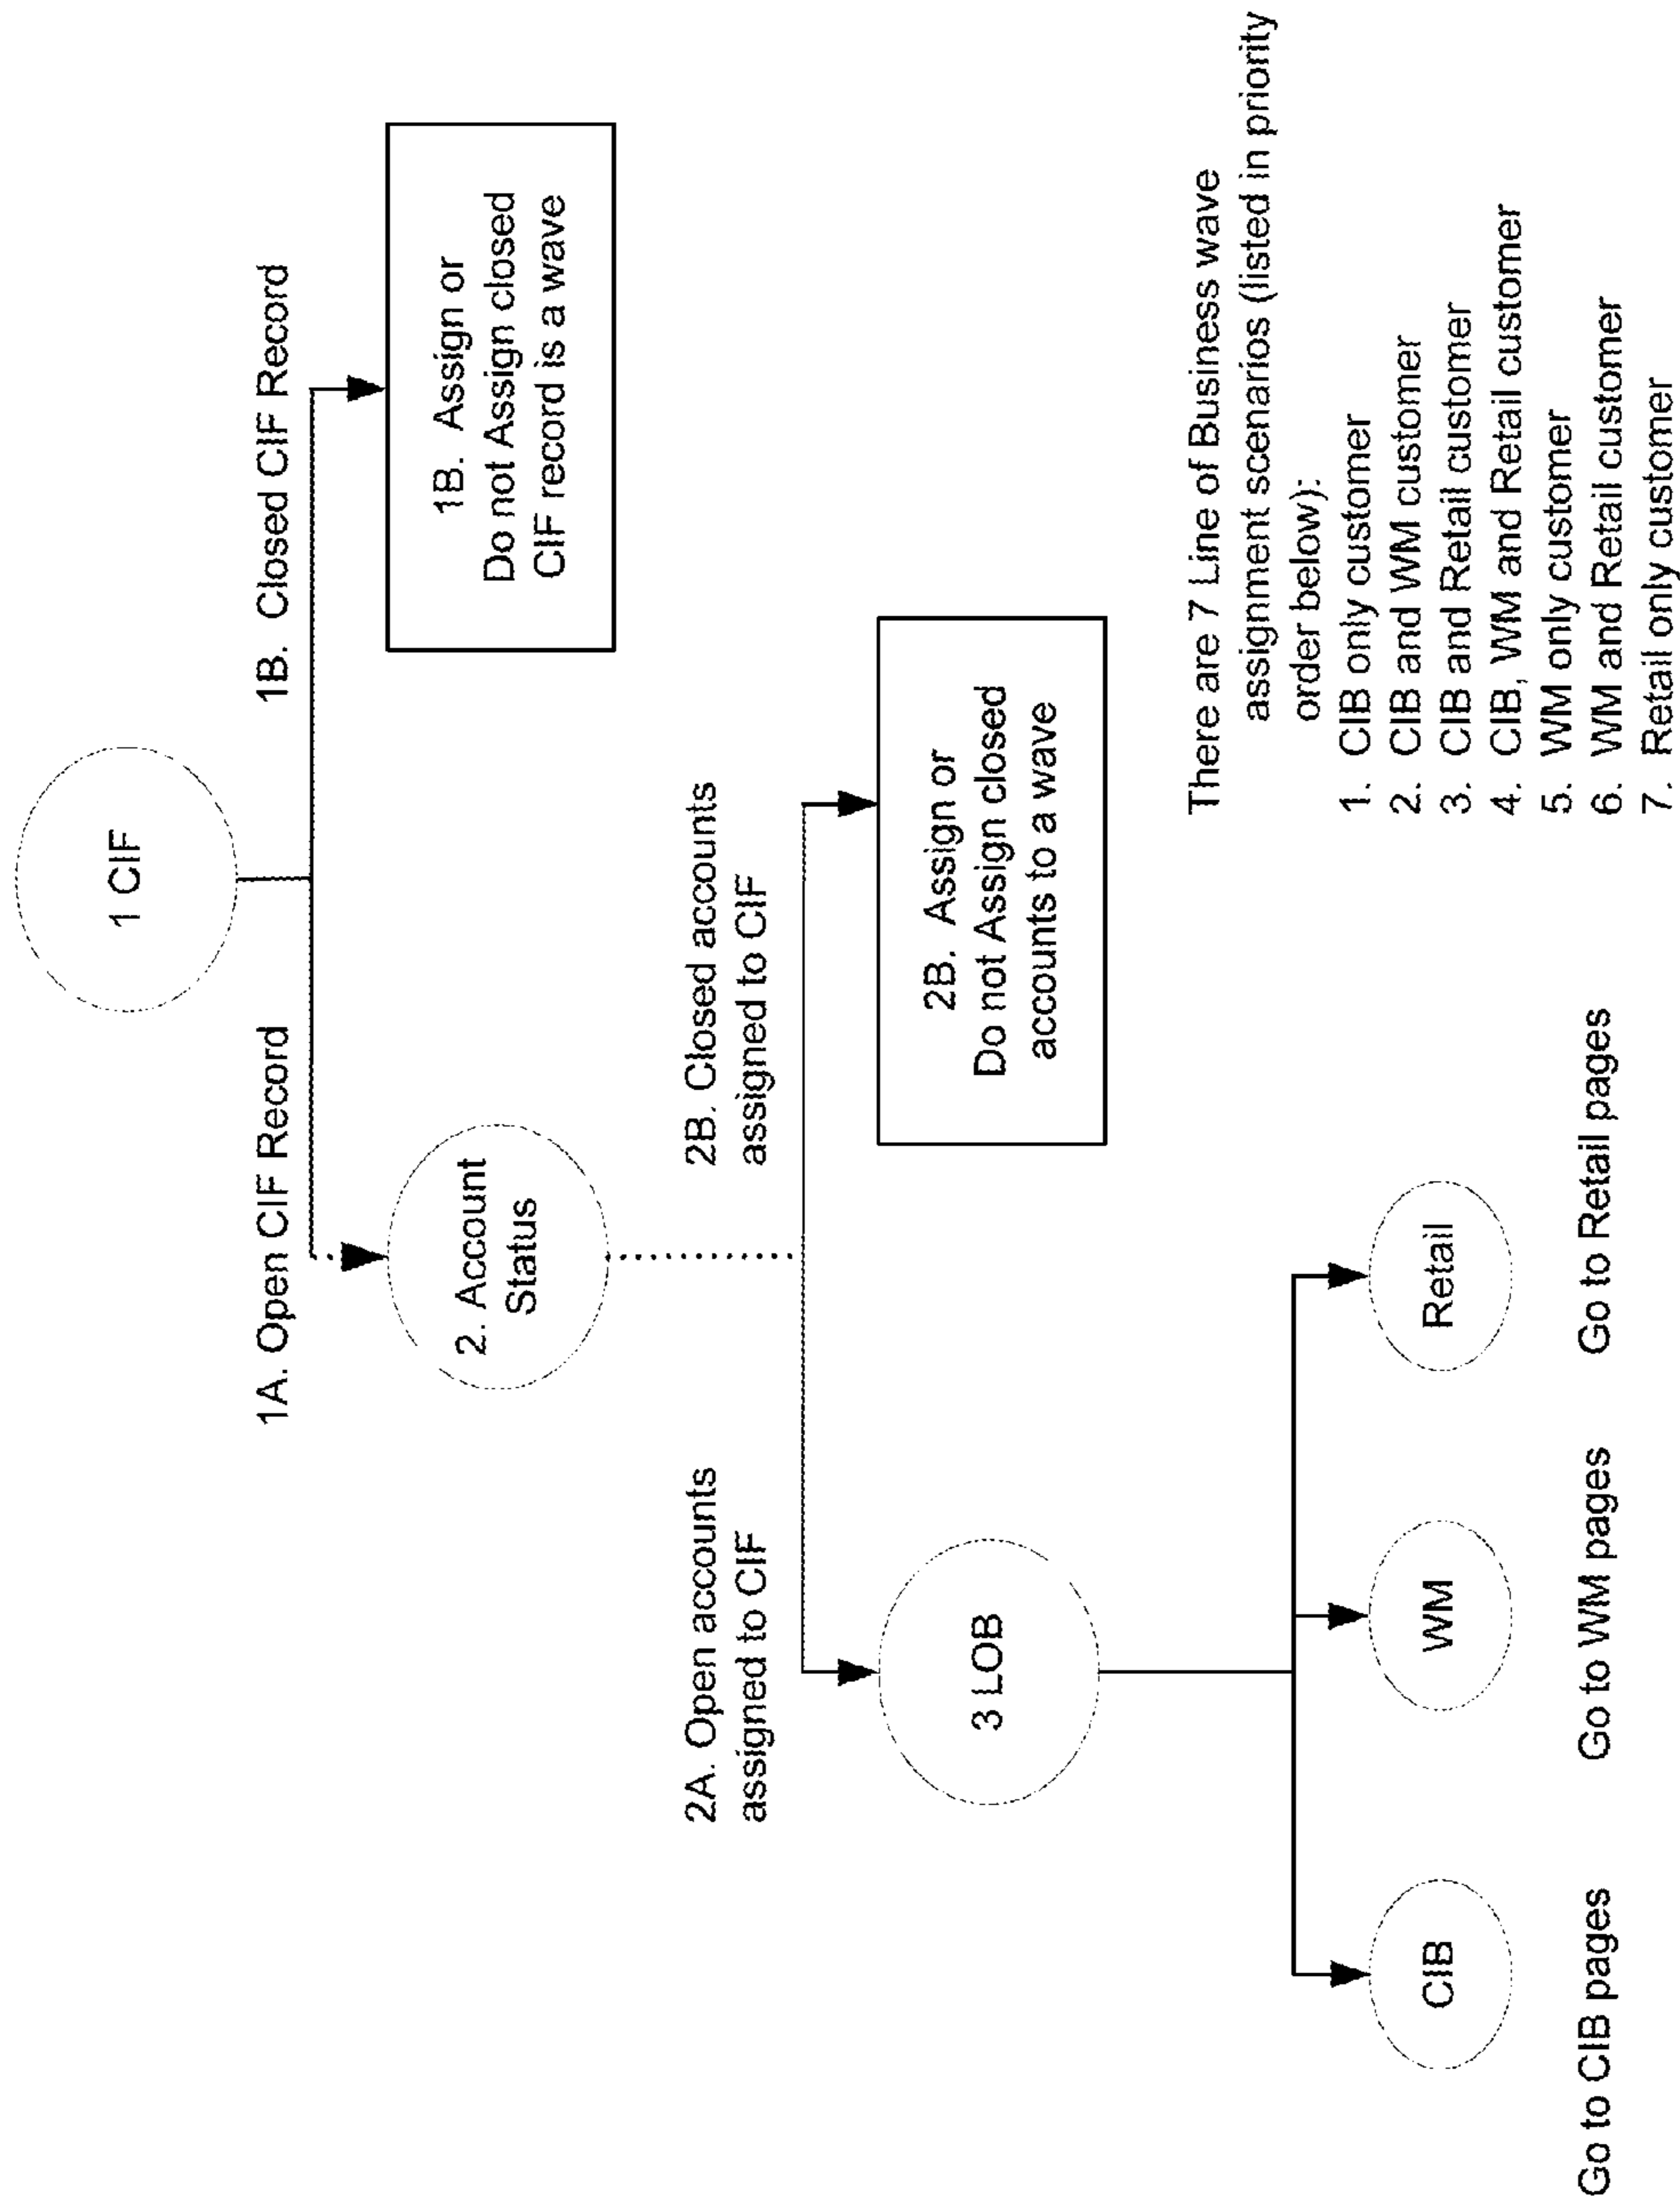 1 CIF
1A. Open CIF Record
1B. Closed CIF Record
2. Account
Status
1B. Assign or
Do not Assign closed
CIF record is a wave
2A. Open accounts
assigned to CIF
2B. Closed accounts
assigned to CIF
3 LOB
2B. Assign or
Do not Assign closed
accounts to a wave
CIB
WM
Retail
Go to CIB pages
Go to WM pages
Go to Retail pages
There are 7 Line of Business wave
assignment scenarios (listed in priority
order below):
1. CIB only customer
2. CIB and WM customer
3. CIB and Retail customer
4. CIB, WM and Retail customer
5. WM only customer
6. WM and Retail customer
7. Retail only customer